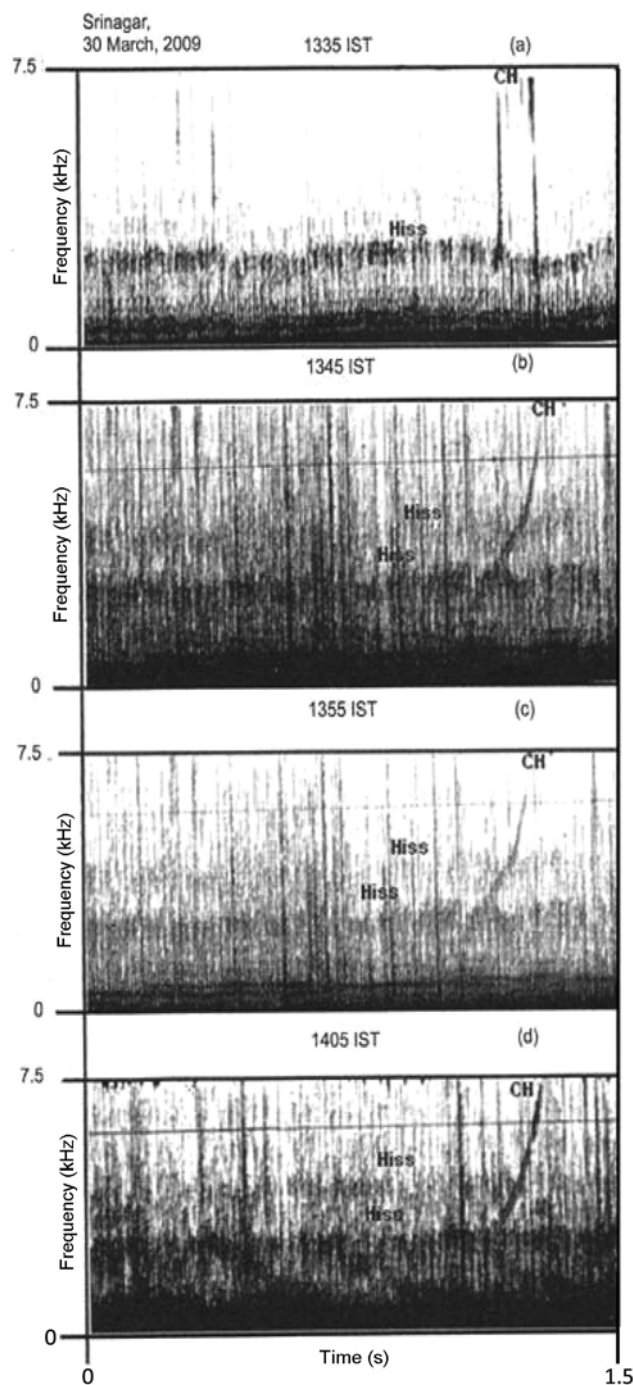 Srinagar,
30 March, 2009 1335 IST (a)
7.5
CH
Hiss
Frequency (kHz)
0
1345 IST (b)
7.5
CH
Hiss
Hiss
Frequency (kHz)
0
1355 IST (c)
7.5
CH
Hiss
Hiss
Frequency (kHz)
0
1405 IST (d)
7.5
CH
Hiss
Hiss
Frequency (kHz)
0
Time (s)
0 1.5